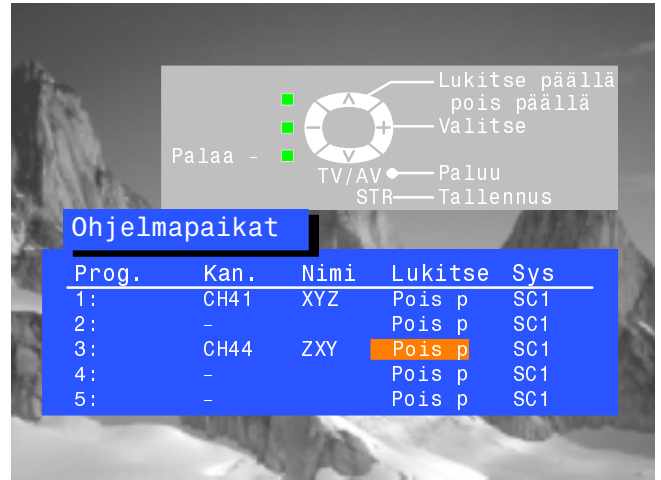 Lukitse päällä
pois päällä
Valitse
Palaa -
TV/AV Paluu
STR Tallennus
Ohjelmapaikat
Prog. Kan. Nimi Lukitse Sys
1: CH41 XYZ Pois p SC1
2: - Pois p SC1
3: CH44 ZXY Pois p SC1
4: - Pois p SC1
5: - Pois p SC1